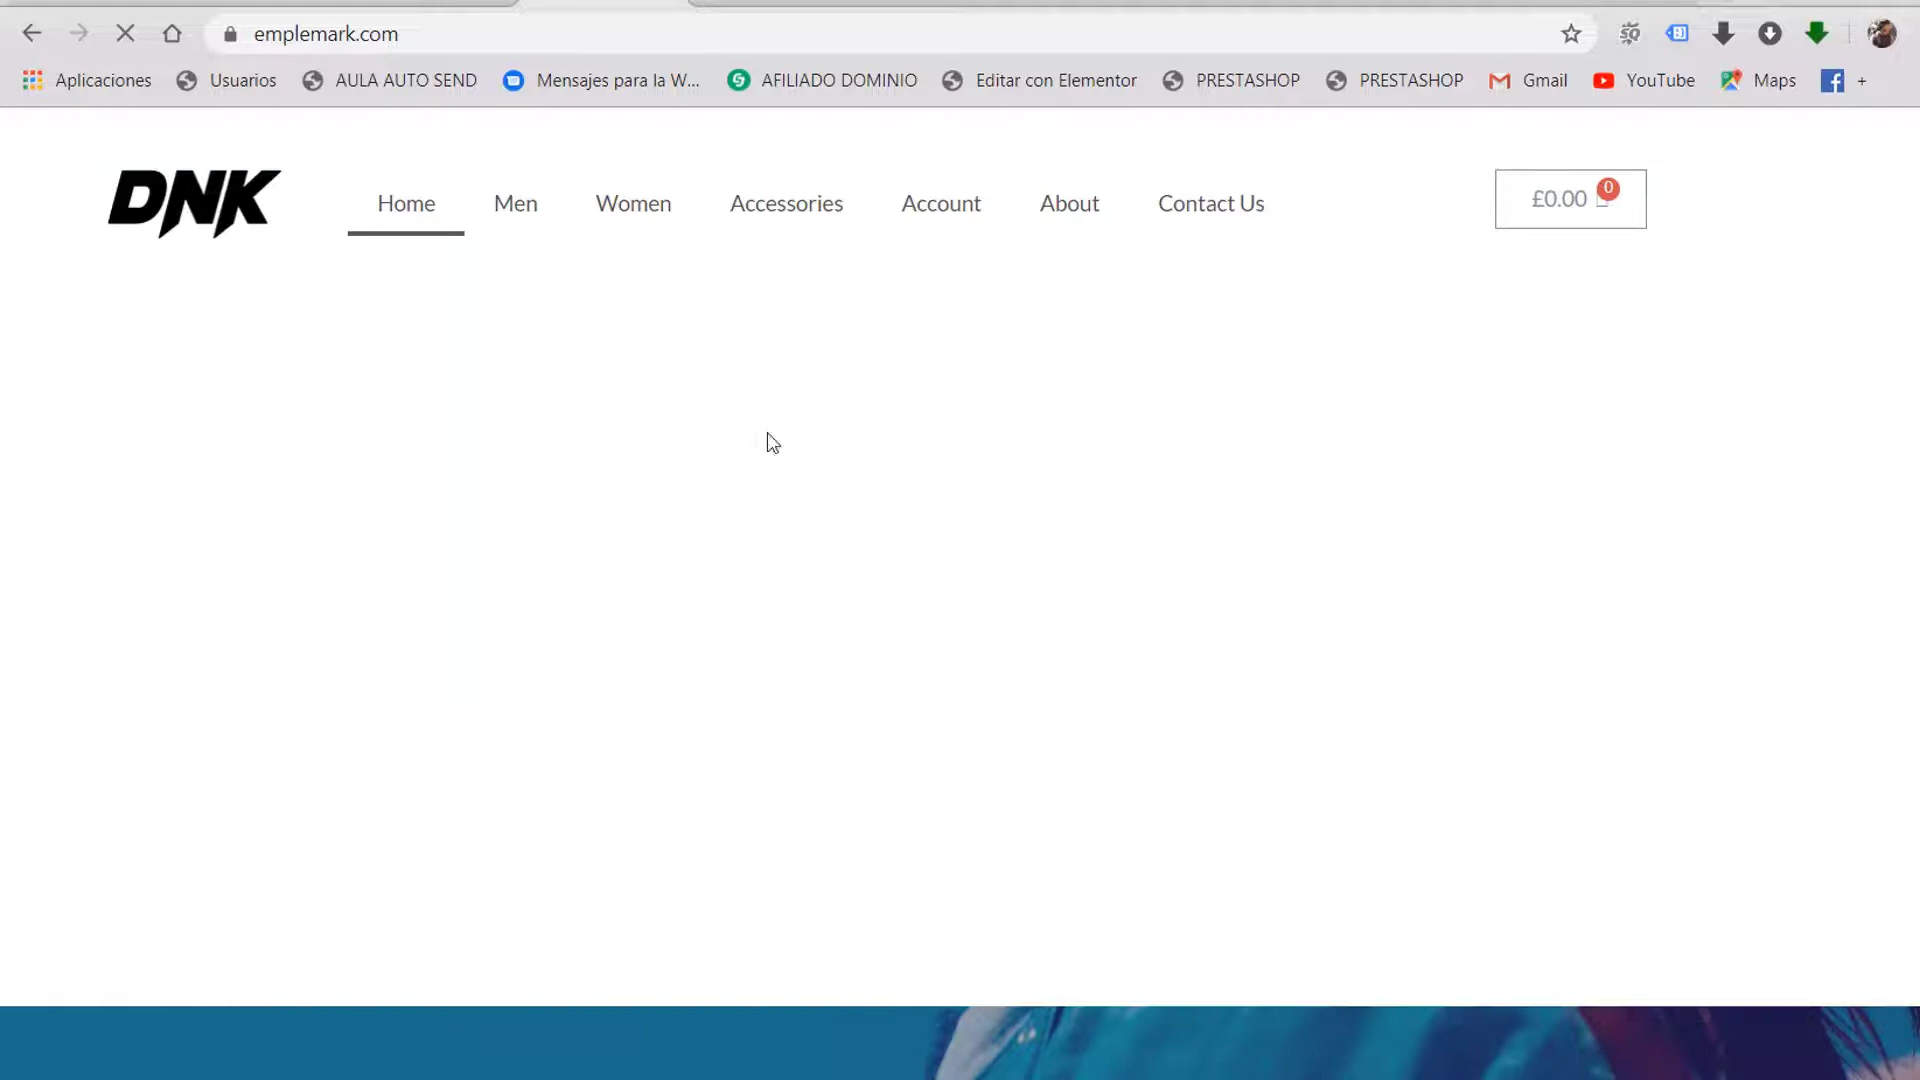 emplemark.com
Aplicaciones Usuarios AULA AUTO SEND Mensajes para la W... AFILIADO DOMINIO Editar con Elementor PRESTASHOP PRESTASHOP Gmail YouTube Maps +
DNK Home Men Women Accessories Account About Contact Us £0.00 0